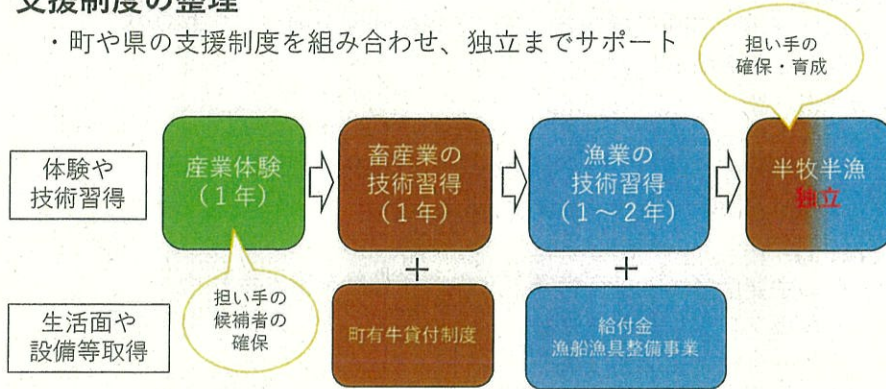 支援制度の整理
・町や県の支援制度を組み合わせ、独立までサポート
担い手の
確保・育成
体験や
技術習得
産業体験
(1年)
畜産業の
技術習得
(1年)
漁業の
技術習得
(1～2年)
半牧半漁
独立
+
+
担い手の
候補者の
確保
生活面や
設備等取得
町有牛貸付制度
給付金
漁船漁具整備事業